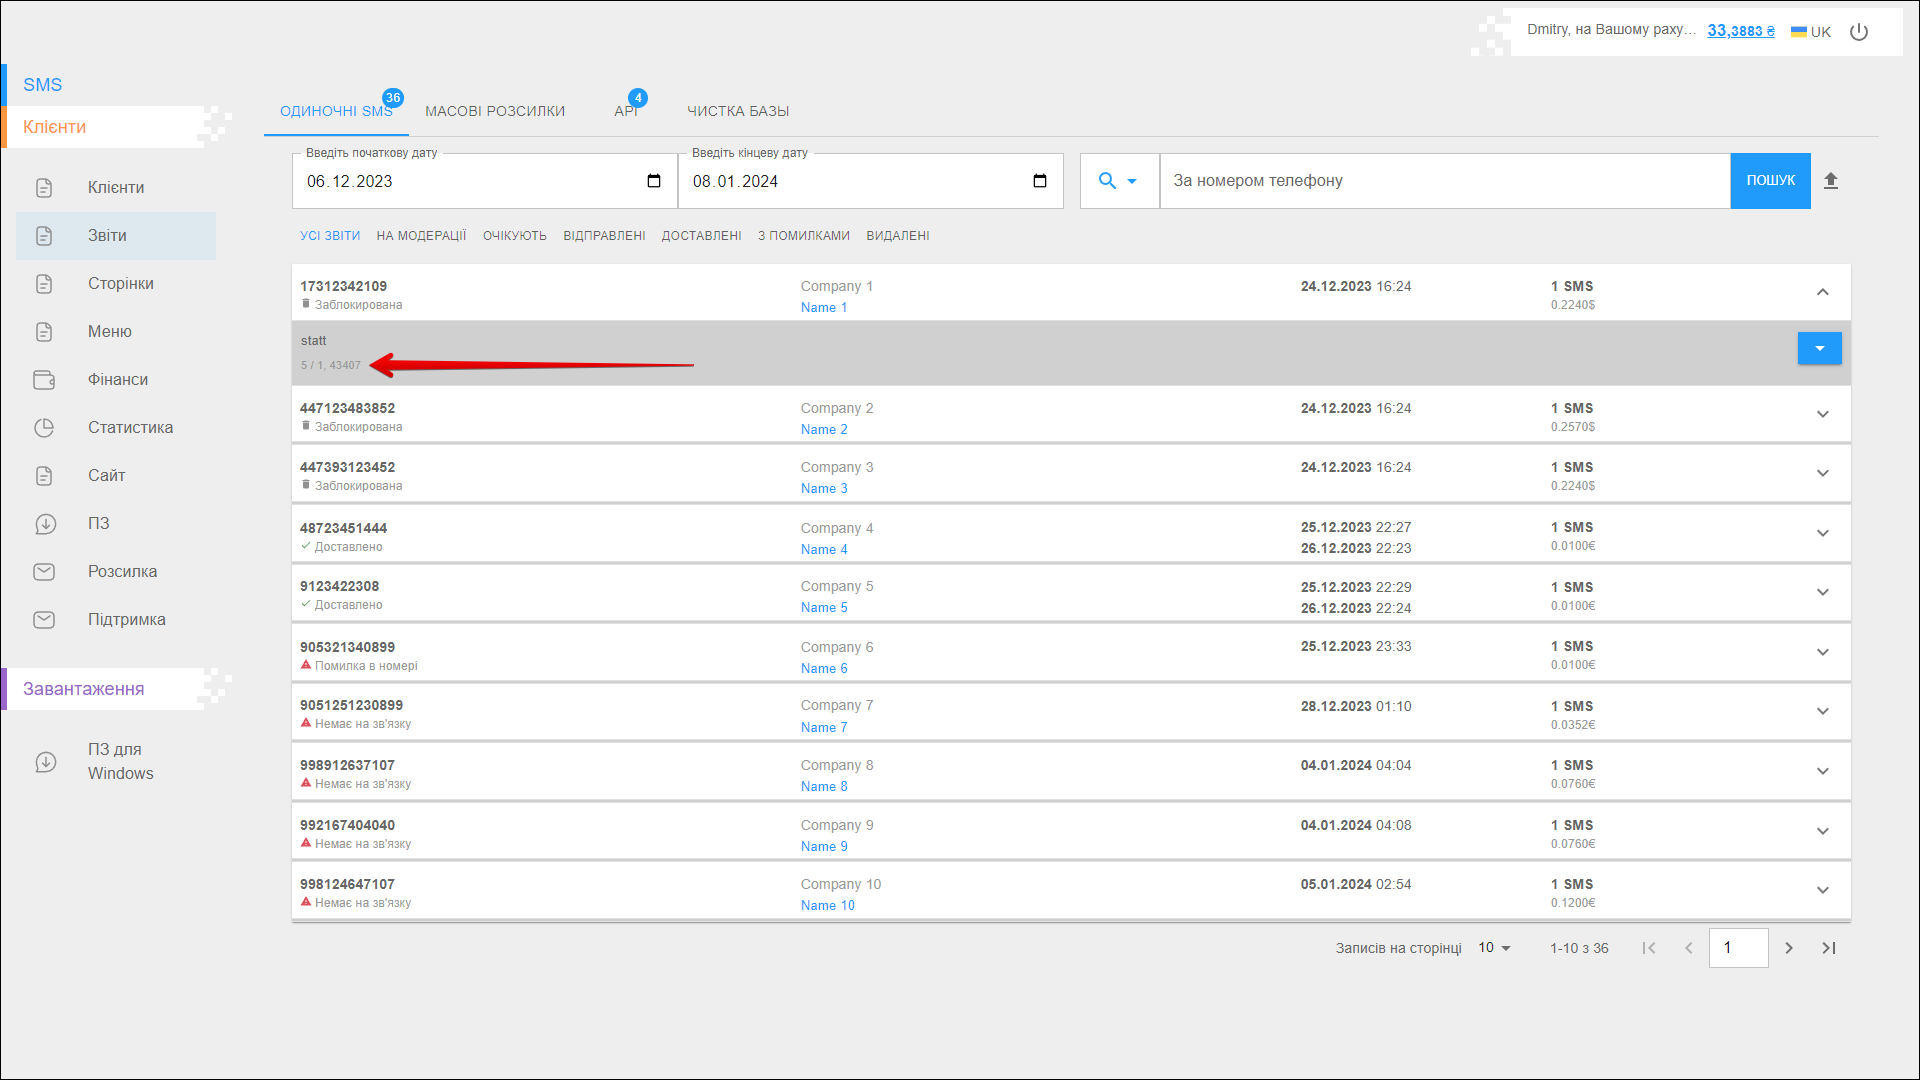 Dmitry, на Вашому раху... 33,3883 ₴ UK
SMS
Клієнти
Клієнти
Звіти
Сторінки
Меню
Фінанси
Статистика
Сайт
ПЗ
Розсилка
Підтримка
Завантаження
ПЗ для
Windows
ОДИНОЧНІ SMS 36 МАСОВІ РОЗСИЛКИ API 4 ЧИСТКА БАЗЫ
Введіть початкову дату Введіть кінцеву дату
06.12.2023 08.01.2024 За номером телефону ПОШУК
УСІ ЗВІТИ НА МОДЕРАЦІЇ ОЧІКУЮТЬ ВІДПРАВЛЕНІ ДОСТАВЛЕНІ З ПОМИЛКАМИ ВИДАЛЕНІ
17312342109 Company 1 24.12.2023 16:24 1 SMS
Заблокирована Name 1 0.2240$
statt
5 / 1, 43407
447123483852 Company 2 24.12.2023 16:24 1 SMS
Заблокирована Name 2 0.2570$
447393123452 Company 3 24.12.2023 16:24 1 SMS
Заблокирована Name 3 0.2240$
48723451444 Company 4 25.12.2023 22:27 1 SMS
Доставлено Name 4 26.12.2023 22:23 0.0100€
9123422308 Company 5 25.12.2023 22:29 1 SMS
Доставлено Name 5 26.12.2023 22:24 0.0100€
905321340899 Company 6 25.12.2023 23:33 1 SMS
Помилка в номері Name 6 0.0100€
9051251230899 Company 7 28.12.2023 01:10 1 SMS
Немає на зв'язку Name 7 0.0352€
998912637107 Company 8 04.01.2024 04:04 1 SMS
Немає на зв'язку Name 8 0.0760€
992167404040 Company 9 04.01.2024 04:08 1 SMS
Немає на зв'язку Name 9 0.0760€
998124647107 Company 10 05.01.2024 02:54 1 SMS
Немає на зв'язку Name 10 0.1200€
Записів на сторінці 10 1-10 з 36 1